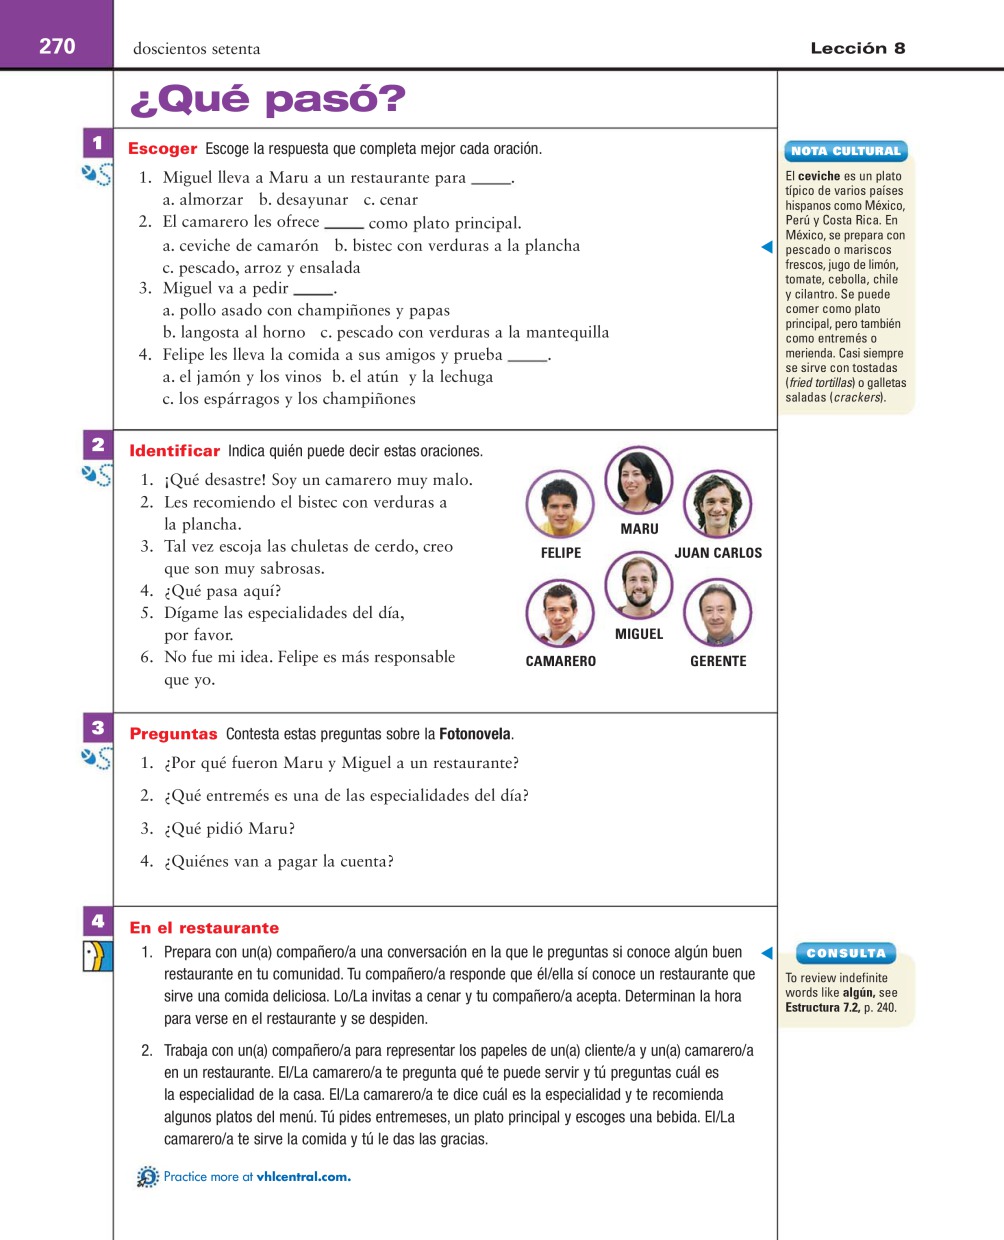 270
doscientos setenta
Lección 8
¿Qué pasó?
1
Escoger Escoge la respuesta que completa mejor cada oración.
1. Miguel lleva a Maru a un restaurante para _____.
a. almorzar b. desayunar c. cenar
2. El camarero les ofrece _____ como plato principal.
a. ceviche de camarón b. bistec con verduras a la plancha
c. pescado, arroz y ensalada
3. Miguel va a pedir _____.
a. pollo asado con champiñones y papas
b. langosta al horno c. pescado con verduras a la mantequilla
4. Felipe les lleva la comida a sus amigos y prueba _____.
a. el jamón y los vinos b. el atún y la lechuga
c. los espárragos y los champiñones
NOTA CULTURAL
El ceviche es un plato
típico de varios países
hispanos como México,
Perú y Costa Rica. En
México, se prepara con
pescado o mariscos
frescos, jugo de limón,
tomate, cebolla, chile
y cilantro. Se puede
comer como plato
principal, pero también
como entremés o
merienda. Casi siempre
se sirve con tostadas
(fried tortillas) o galletas
saladas (crackers).
2
Identificar Indica quién puede decir estas oraciones.
1. ¡Qué desastre! Soy un camarero muy malo.
2. Les recomiendo el bistec con verduras a
la plancha.
3. Tal vez escoja las chuletas de cerdo, creo
que son muy sabrosas.
4. ¿Qué pasa aquí?
5. Dígame las especialidades del día,
por favor.
6. No fue mi idea. Felipe es más responsable
que yo.
MARU
FELIPE
JUAN CARLOS
MIGUEL
CAMARERO
GERENTE
3
Preguntas Contesta estas preguntas sobre la Fotonovela.
1. ¿Por qué fueron Maru y Miguel a un restaurante?
2. ¿Qué entremés es una de las especialidades del día?
3. ¿Qué pidió Maru?
4. ¿Quiénes van a pagar la cuenta?
4
En el restaurante
1. Prepara con un(a) compañero/a una conversación en la que le preguntas si conoce algún buen
restaurante en tu comunidad. Tu compañero/a responde que él/ella sí conoce un restaurante que
sirve una comida deliciosa. Lo/La invitas a cenar y tu compañero/a acepta. Determinan la hora
para verse en el restaurante y se despiden.
2. Trabaja con un(a) compañero/a para representar los papeles de un(a) cliente/a y un(a) camarero/a
en un restaurante. El/La camarero/a te pregunta qué te puede servir y tú preguntas cuál es
la especialidad de la casa. El/La camarero/a te dice cuál es la especialidad y te recomienda
algunos platos del menú. Tú pides entremeses, un plato principal y escoges una bebida. El/La
camarero/a te sirve la comida y tú le das las gracias.
CONSULTA
To review indefinite
words like algún, see
Estructura 7.2, p. 240.
Practice more at vhlcentral.com.